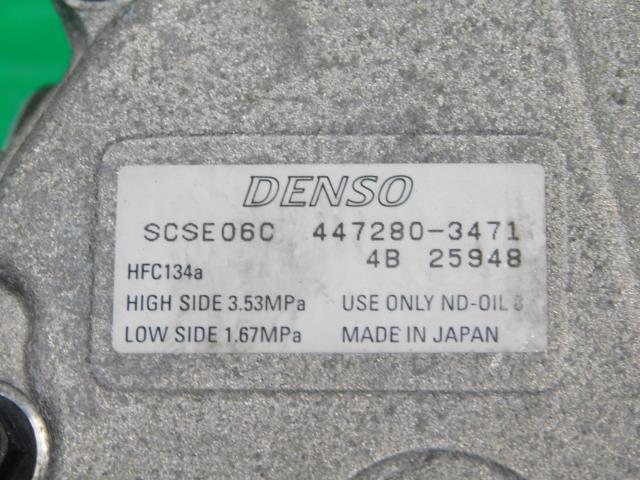 DENSO
SCSE06C 447280-3471
4B 25948
HFC134a
HIGH SIDE 3.53MPa USE ONLY ND-OIL 8
LOW SIDE 1.67MPa MADE IN JAPAN